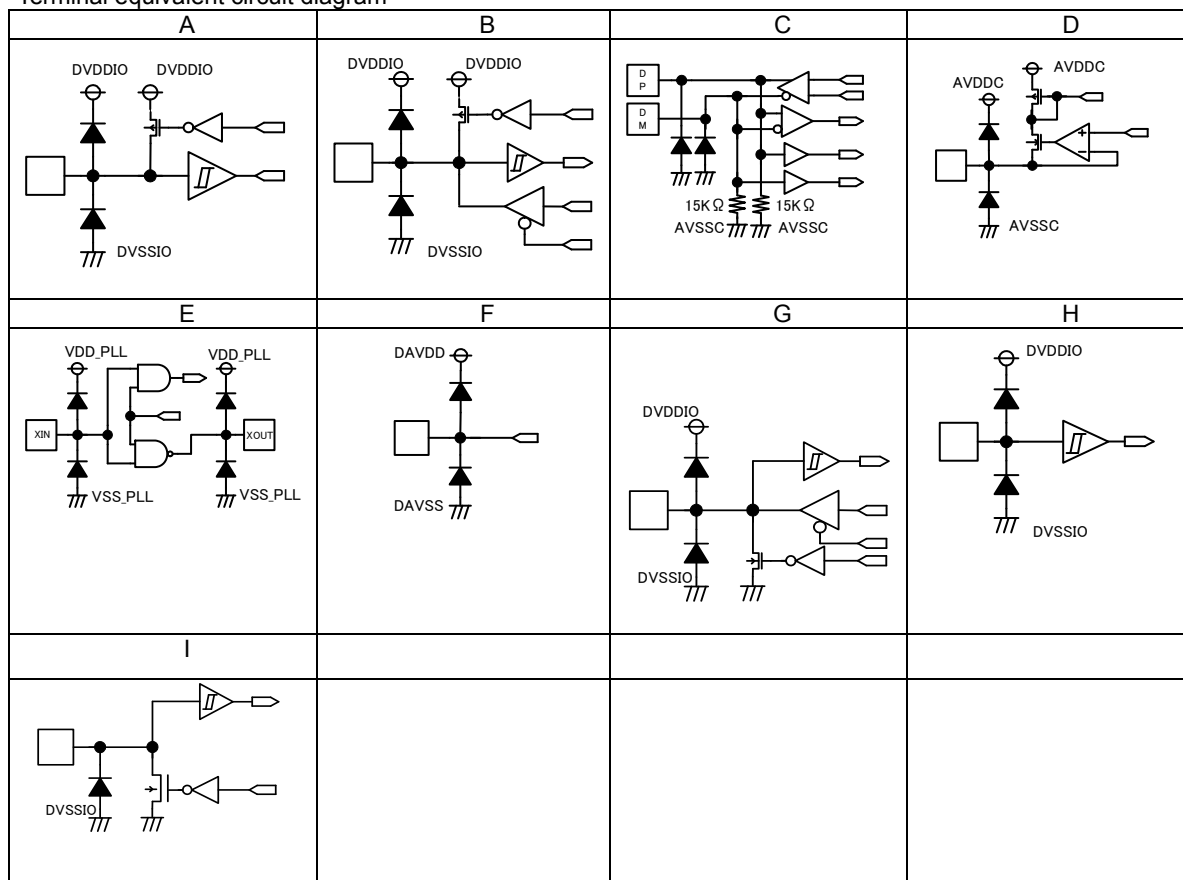 Terminal equivalent circuit diagram
A B C D
DVDDIO DVDDIO
DVSSIO
DVDDIO DVDDIO
DVSSIO
DP
DM
15KΩ 15KΩ
AVSSC AVSSC
AVDDC AVDDC
+
−
AVSSC
E F G H
VDD_PLL VDD_PLL
XIN XOUT
VSS_PLL VSS_PLL
DAVDD
DAVSS
DVDDIO
DVSSIO
DVDDIO
DVSSIO
I
DVSSIO